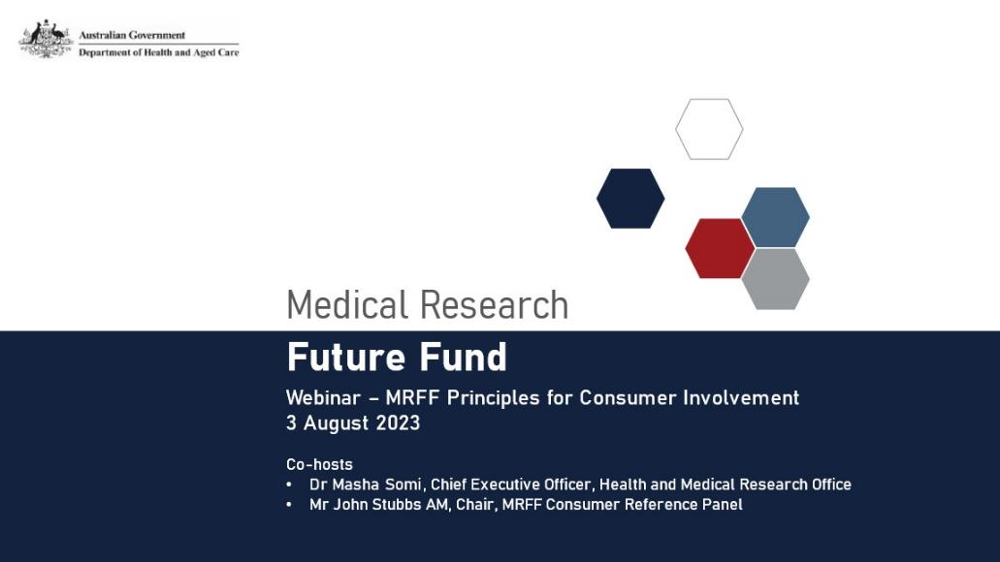 Australian Government
Department of Health and Aged Care
Medical Research
Future Fund
Webinar – MRFF Principles for Consumer Involvement
3 August 2023
Co-hosts
• Dr Masha Somi, Chief Executive Officer, Health and Medical Research Office
• Mr John Stubbs AM, Chair, MRFF Consumer Reference Panel